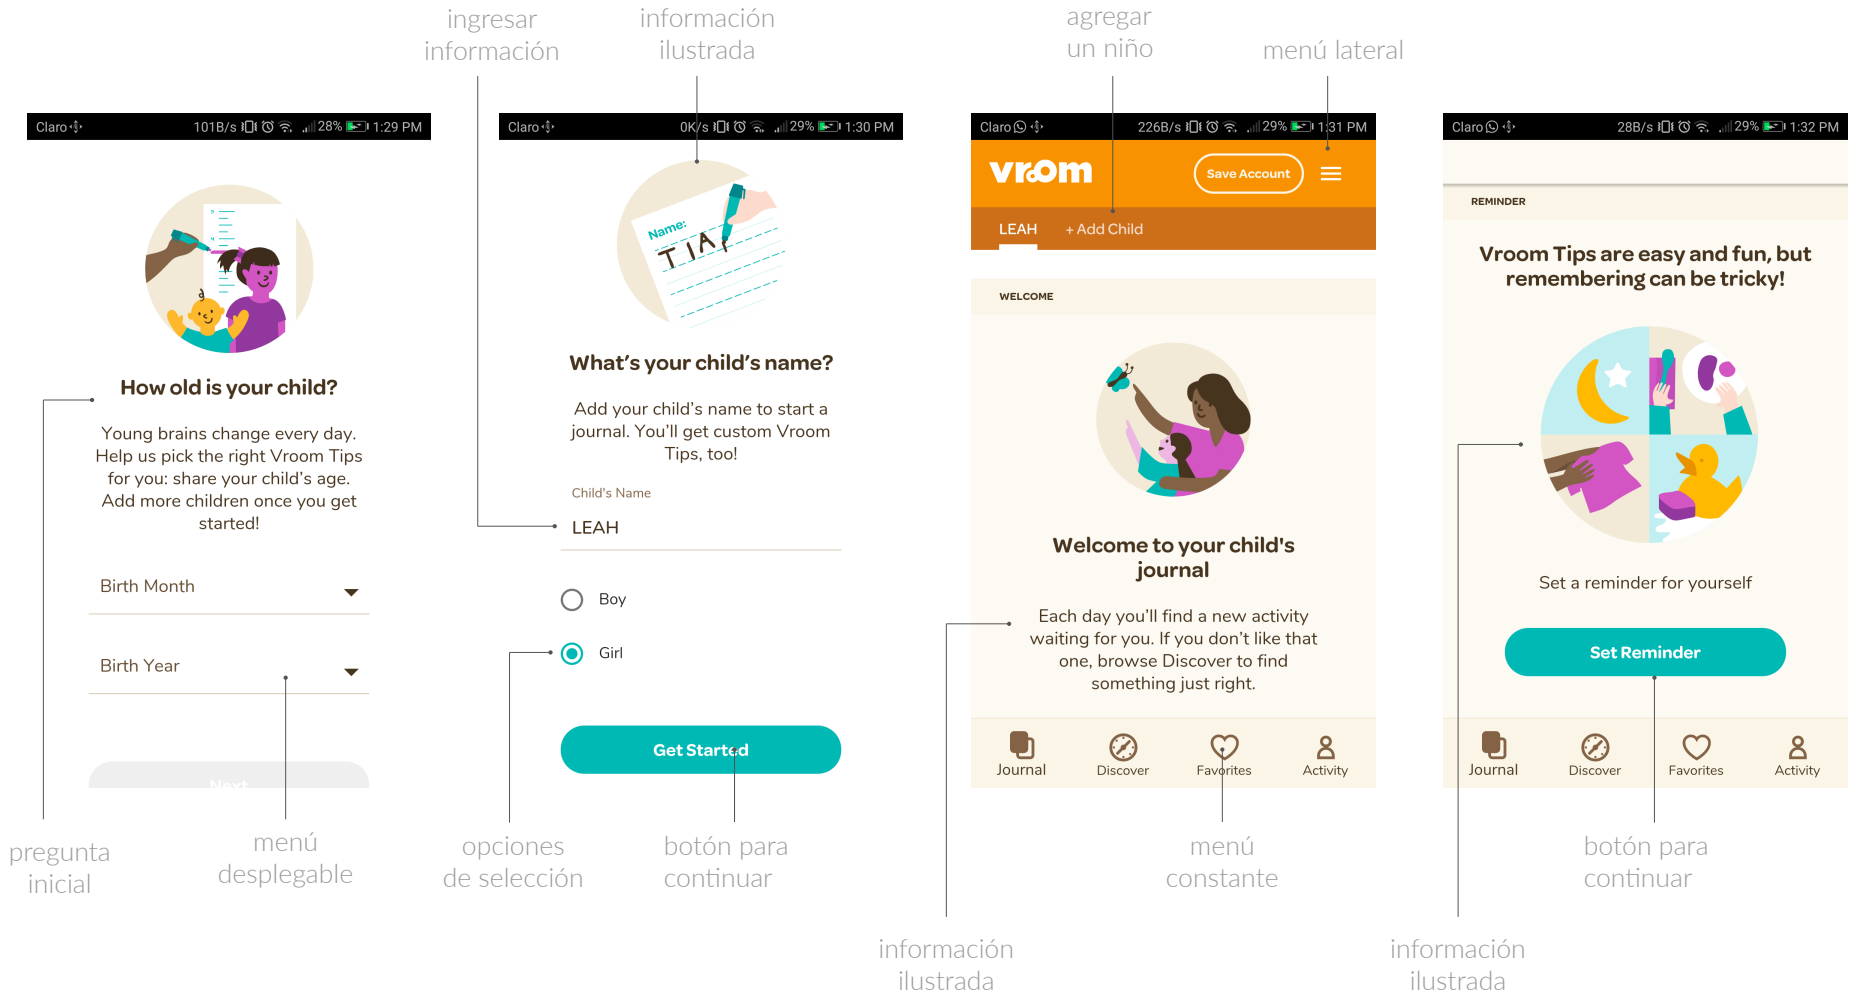 ingresar
información
información
ilustrada
agregar
un niño
menú lateral
Claro 101B/s 28% 1:29 PM
How old is your child?
Young brains change every day.
Help us pick the right Vroom Tips
for you: share your child's age.
Add more children once you get
started!
Birth Month
Birth Year
Next
pregunta
inicial
menú
desplegable
Claro 0K/s 29% 1:30 PM
Name:
TIA
What's your child's name?
Add your child's name to start a
journal. You'll get custom Vroom
Tips, too!
Child's Name
LEAH
Boy
Girl
Get Started
opciones
de selección
botón para
continuar
Claro 226B/s 29% 1:31 PM
vroom
Save Account
LEAH + Add Child
WELCOME
Welcome to your child's
journal
Each day you'll find a new activity
waiting for you. If you don't like that
one, browse Discover to find
something just right.
Journal Discover Favorites Activity
información
ilustrada
menú
constante
Claro 28B/s 29% 1:32 PM
REMINDER
Vroom Tips are easy and fun, but
remembering can be tricky!
Set a reminder for yourself
Set Reminder
Journal Discover Favorites Activity
información
ilustrada
botón para
continuar